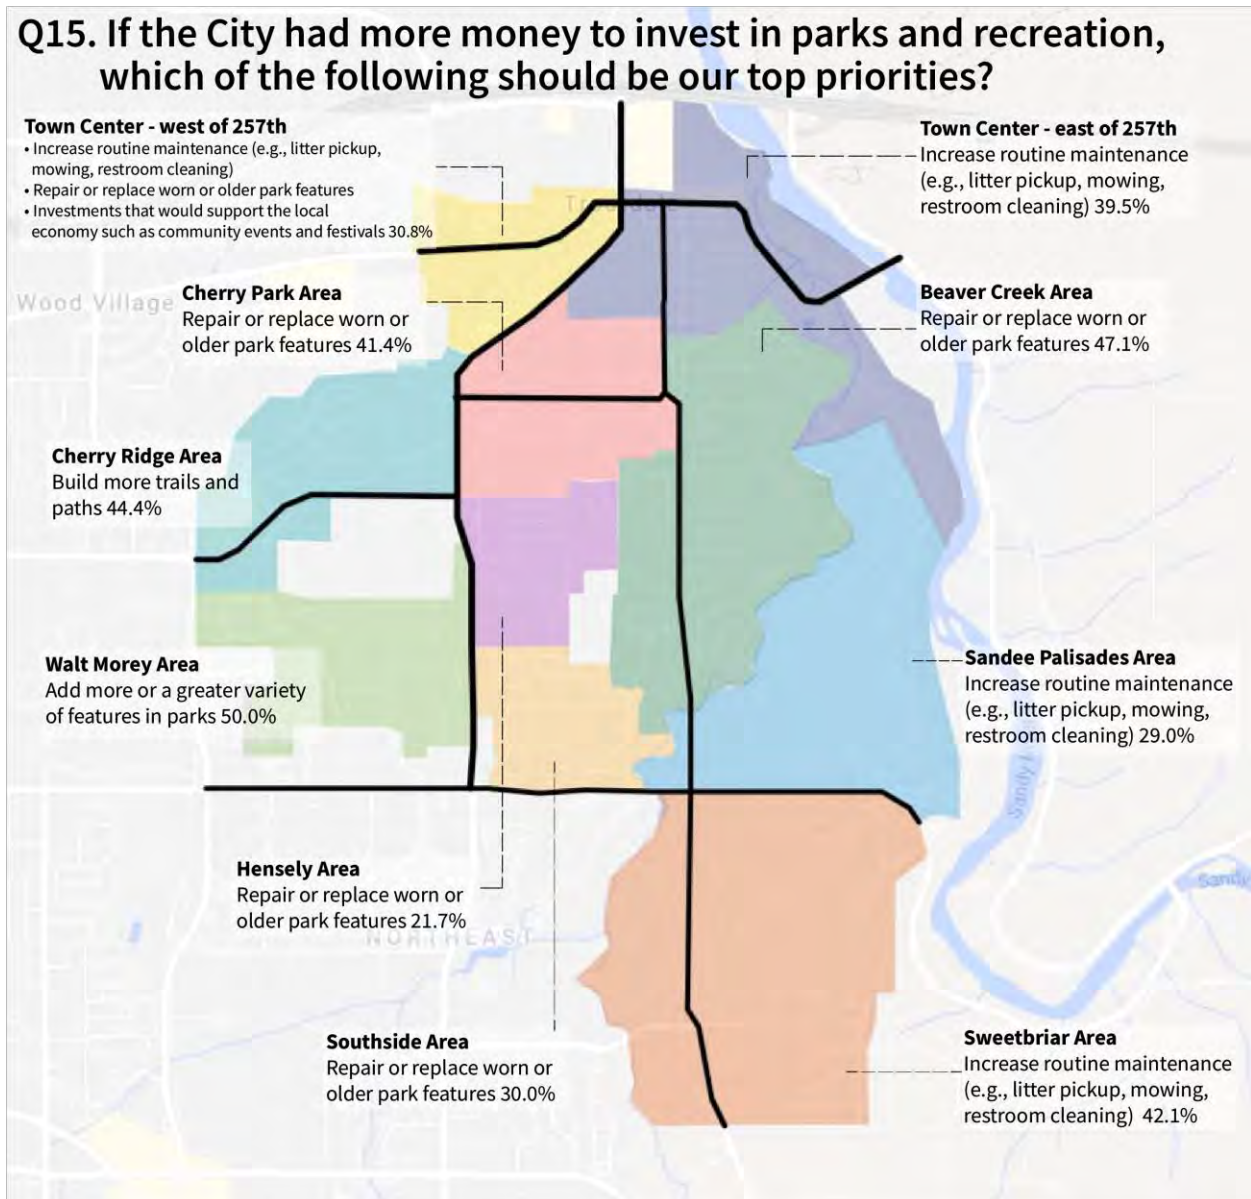 Q15. If the City had more money to invest in parks and recreation,
which of the following should be our top priorities?
Town Center - west of 257th
• Increase routine maintenance (e.g., litter pickup,
mowing, restroom cleaning)
• Repair or replace worn or older park features
• Investments that would support the local
economy such as community events and festivals 30.8%
Town Center - east of 257th
Increase routine maintenance
(e.g., litter pickup, mowing,
restroom cleaning) 39.5%
Troutdale
Wood Village
Cherry Park Area
Repair or replace worn or
older park features 41.4%
Beaver Creek Area
Repair or replace worn or
older park features 47.1%
Cherry Ridge Area
Build more trails and
paths 44.4%
Walt Morey Area
Add more or a greater variety
of features in parks 50.0%
Sandee Palisades Area
Increase routine maintenance
(e.g., litter pickup, mowing,
restroom cleaning) 29.0%
Sandy
Hensely Area
Repair or replace worn or
older park features 21.7%
Sandy
NORTHEAST
Southside Area
Repair or replace worn or
older park features 30.0%
Sweetbriar Area
Increase routine maintenance
(e.g., litter pickup, mowing,
restroom cleaning) 42.1%